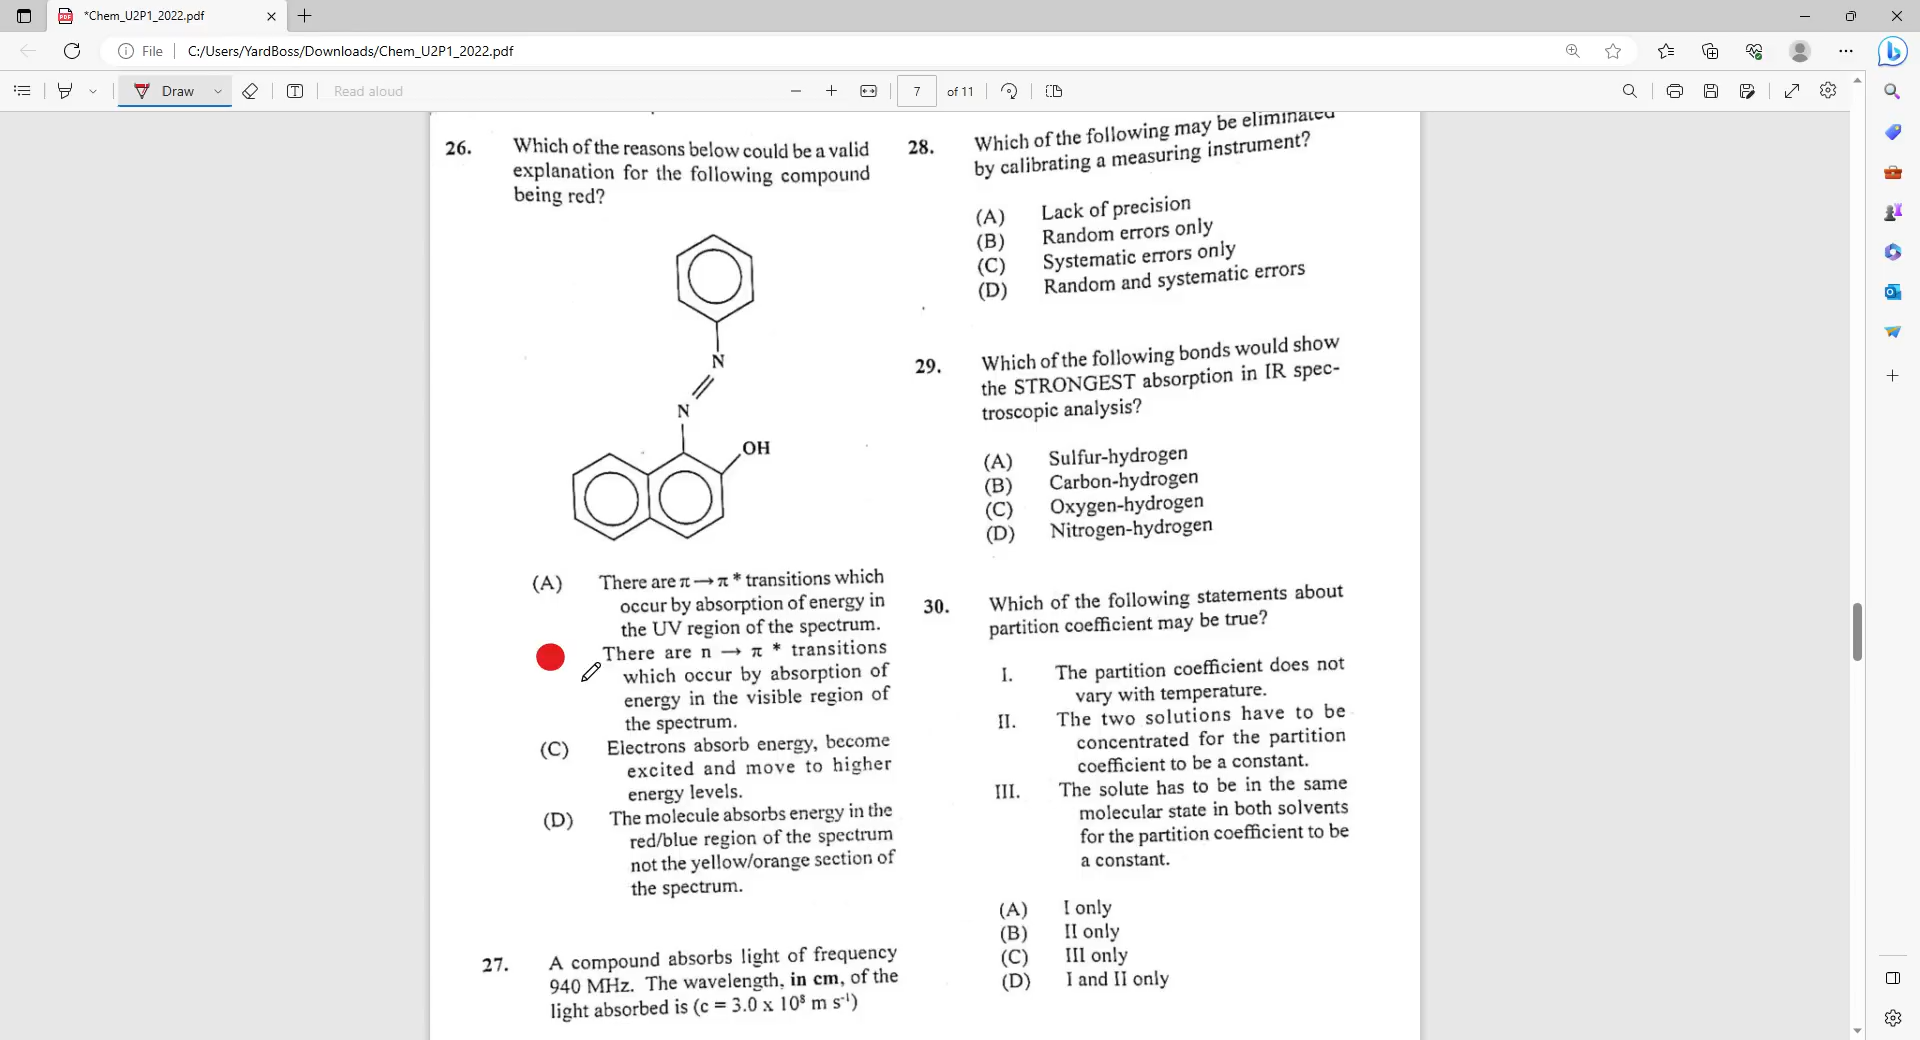 *Chem_U2P1_2022.pdf
File
C:/Users/YardBoss/Downloads/Chem_U2P1_2022.pdf
Draw
Read aloud
7
of 11
26. Which of the reasons below could be a valid
explanation for the following compound
being red?
N
N
OH
(A) There are π → π * transitions which
occur by absorption of energy in
the UV region of the spectrum.
There are n → π * transitions
which occur by absorption of
energy in the visible region of
the spectrum.
(C) Electrons absorb energy, become
excited and move to higher
energy levels.
(D) The molecule absorbs energy in the
red/blue region of the spectrum
not the yellow/orange section of
the spectrum.
27. A compound absorbs light of frequency
940 MHz. The wavelength, in cm, of the
light absorbed is (c = 3.0 x 10⁸ m s⁻¹)
28. Which of the following may be eliminated
by calibrating a measuring instrument?
(A) Lack of precision
(B) Random errors only
(C) Systematic errors only
(D) Random and systematic errors
29. Which of the following bonds would show
the STRONGEST absorption in IR spec-
troscopic analysis?
(A) Sulfur-hydrogen
(B) Carbon-hydrogen
(C) Oxygen-hydrogen
(D) Nitrogen-hydrogen
30. Which of the following statements about
partition coefficient may be true?
I. The partition coefficient does not
vary with temperature.
II. The two solutions have to be
concentrated for the partition
coefficient to be a constant.
III. The solute has to be in the same
molecular state in both solvents
for the partition coefficient to be
a constant.
(A) I only
(B) II only
(C) III only
(D) I and II only